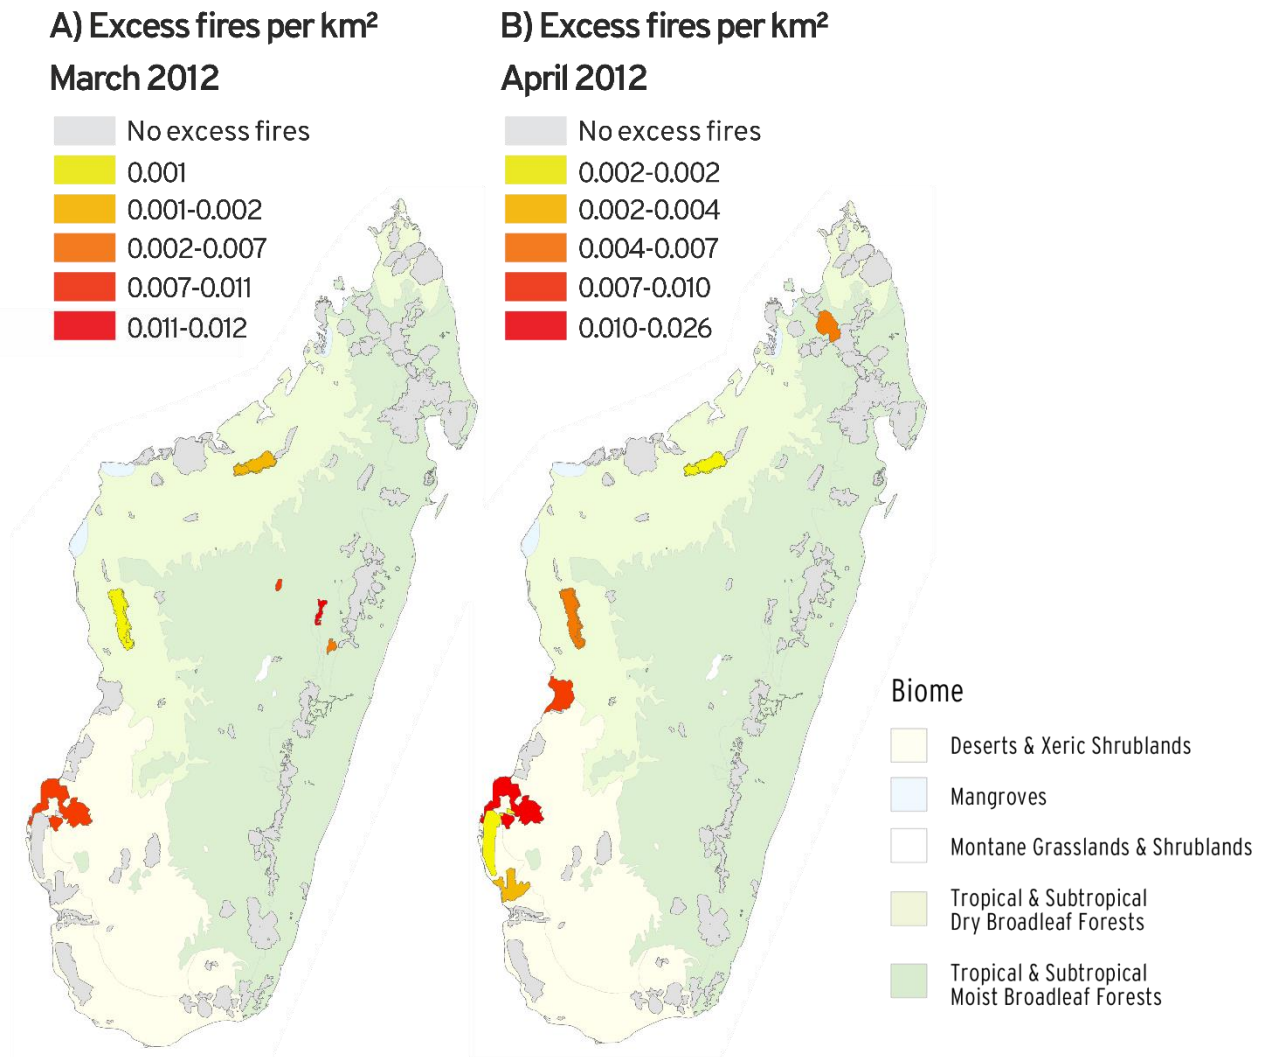 A) Excess fires per km²
March 2012
No excess fires
0.001
0.001-0.002
0.002-0.007
0.007-0.011
0.011-0.012
B) Excess fires per km²
April 2012
No excess fires
0.002-0.002
0.002-0.004
0.004-0.007
0.007-0.010
0.010-0.026
Biome
Deserts & Xeric Shrublands
Mangroves
Montane Grasslands & Shrublands
Tropical & Subtropical
Dry Broadleaf Forests
Tropical & Subtropical
Moist Broadleaf Forests